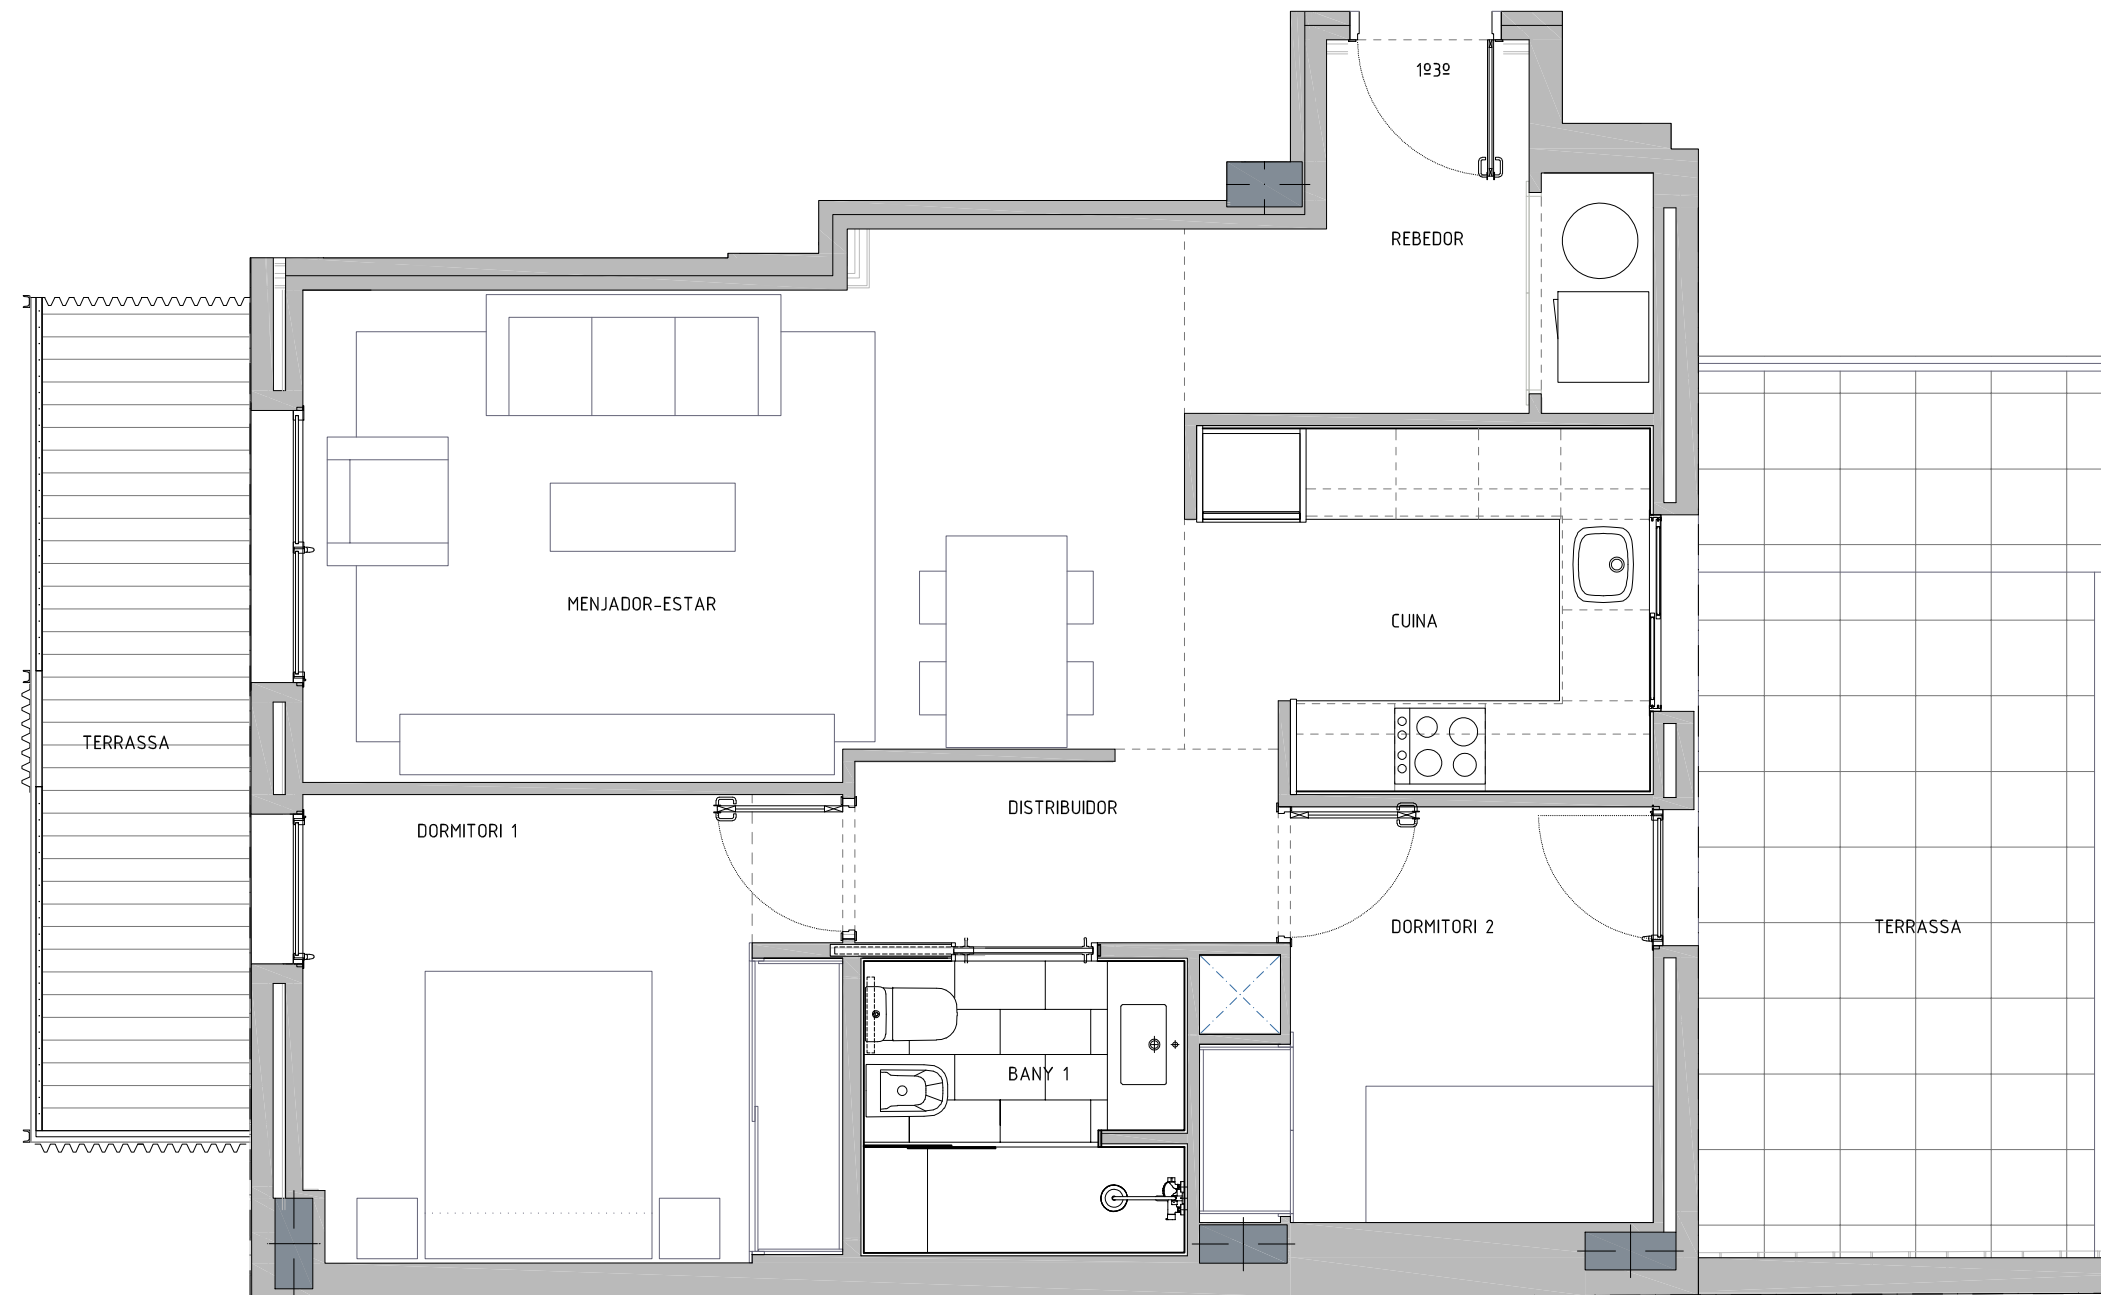 1º3º
REBEDOR
MENJADOR-ESTAR
CUINA
TERRASSA
DISTRIBUIDOR
DORMITORI 1
DORMITORI 2
TERRASSA
BANY 1